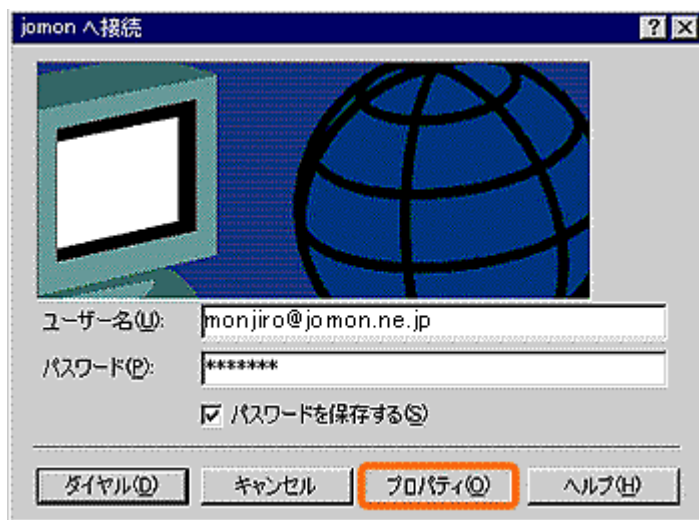 jomon へ接続
ユーザー名(U):
monjiro@jomon.ne.jp
パスワード(P):
*******
パスワードを保存する(S)
ダイヤル(D)
キャンセル
プロパティ(O)
ヘルプ(H)